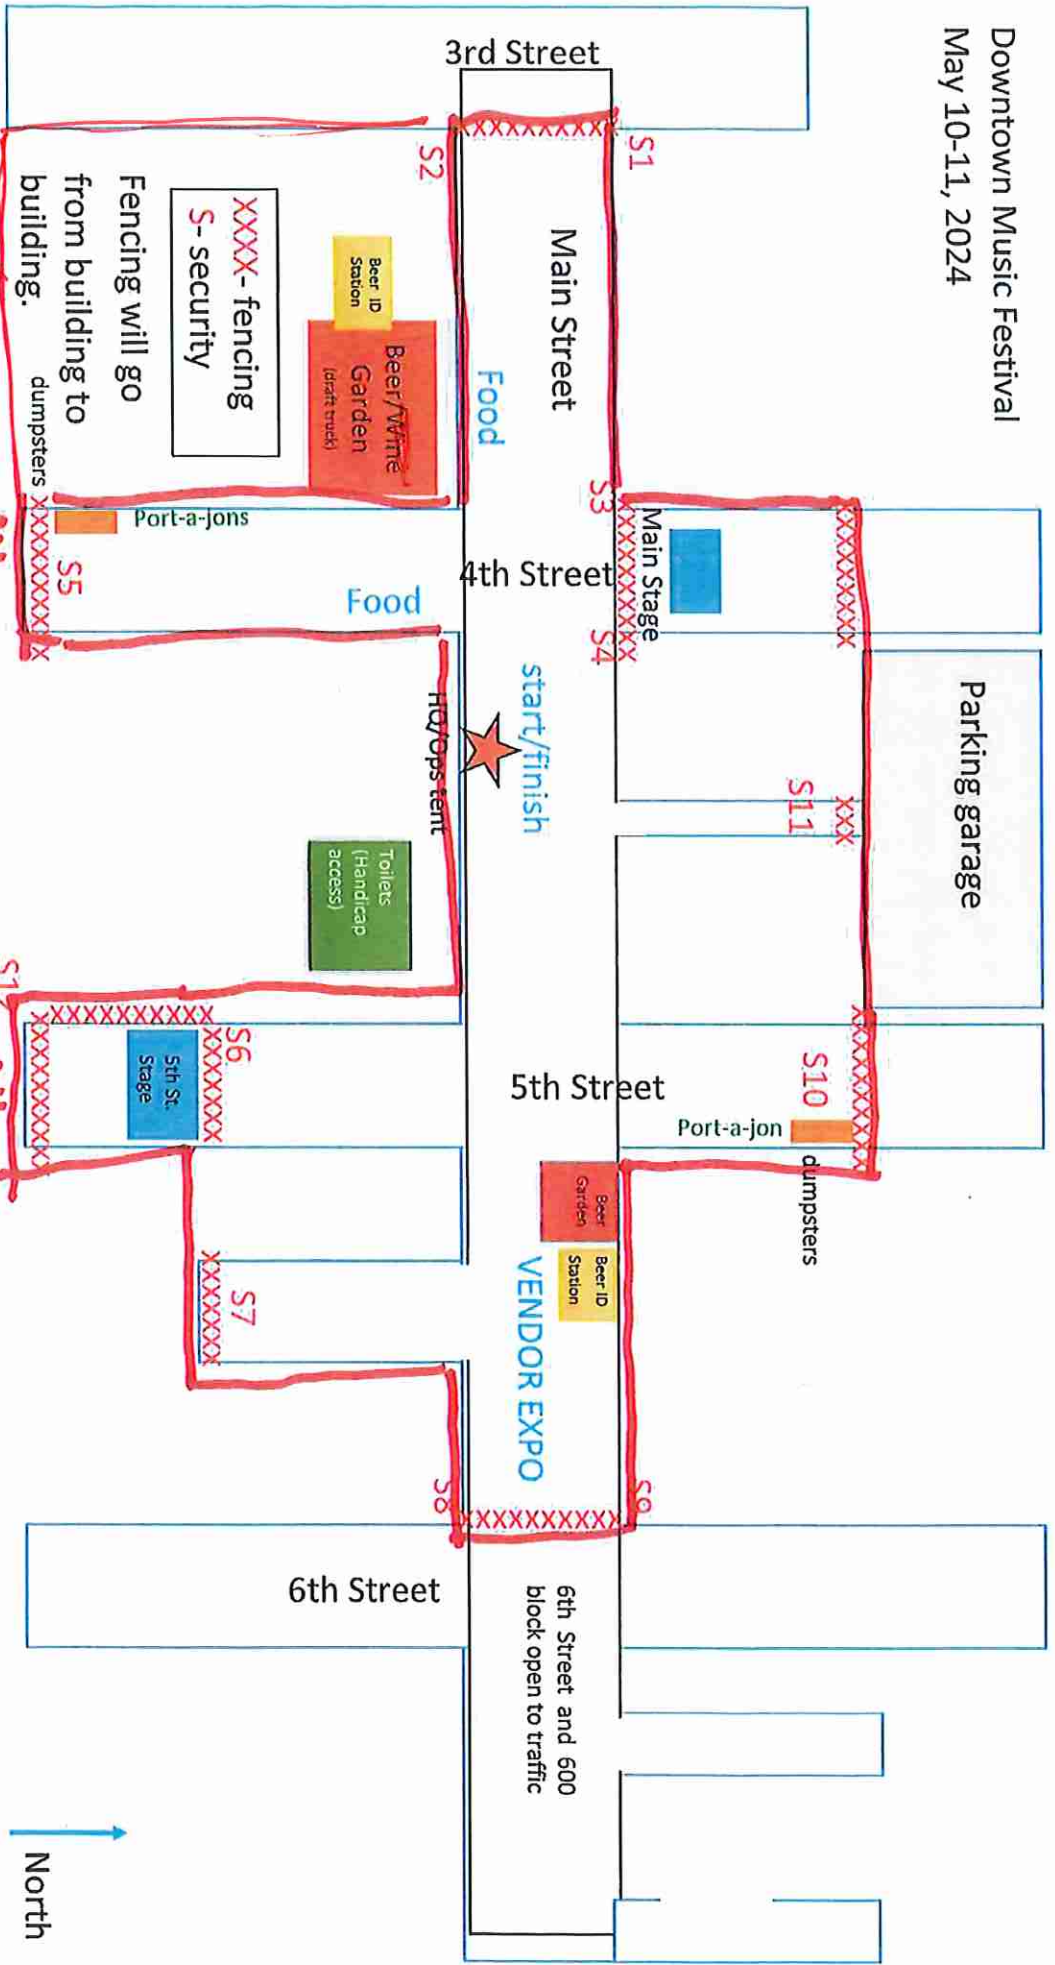 Downtown Music Festival
May 10-11, 2024
3rd Street
S1
S2
Main Street
XXXX- fencing
S- security
Fencing will go
from building to
building.
Beer ID
Station
Beer/Wine
Garden
(draft truck)
Food
dumpsters
Port-a-jons
S5
Food
4th Street
S3
Main Stage
S4
start/finish
HQ/Ops tent
Toilets
(Handicap
access)
Parking garage
S11
S6
5th St.
Stage
5th Street
S10
Port-a-jon
dumpsters
Beer
Garden
Beer ID
Station
VENDOR EXPO
S7
S8
S9
6th Street
6th Street and 600
block open to traffic
North